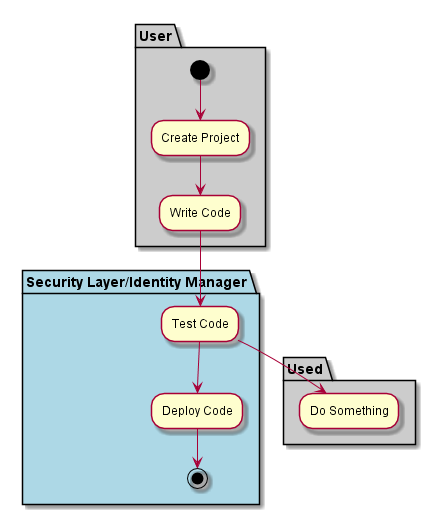 User
Create Project
Write Code
Security Layer/Identity Manager
Test Code
Used
Deploy Code
Do Something